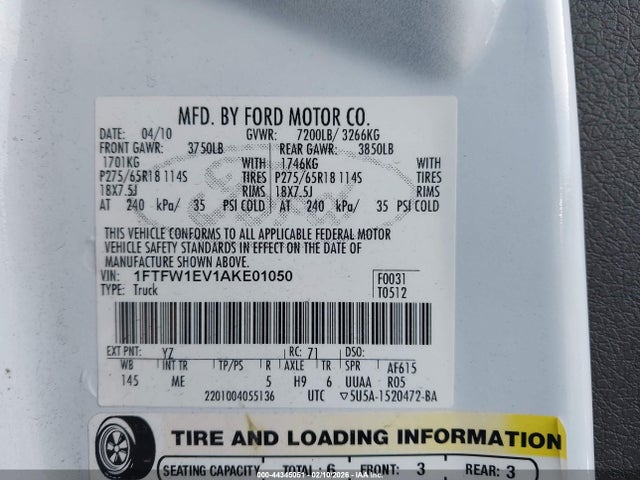 MFD. BY FORD MOTOR CO.
DATE: 04/10 GVWR: 7200LB/ 3266KG
FRONT GAWR: 3750LB REAR GAWR: 3850LB
1701KG WITH 1746KG WITH
P275/65R18 114S TIRES P275/65R18 114S TIRES
18X7.5J RIMS 18X7.5J RIMS
AT 240 kPa/ 35 PSI COLD AT 240 kPa/ 35 PSI COLD
THIS VEHICLE CONFORMS TO ALL APPLICABLE FEDERAL MOTOR
VEHICLE SAFETY STANDARDS IN EFFECT ON THE DATE OF
MANUFACTURE SHOWN ABOVE.
VIN: 1FTFW1EV1AKE01050 F0031
TYPE: Truck T0512
EXT PNT: YZ RC: 71 DSO:
WB INT TR TP/PS R AXLE TR SPR AF615
145 ME 5 H9 6 UUAA R05
2201004055136 UTC ▽5U5A-1520472-BA
TIRE AND LOADING INFORMATION
SEATING CAPACITY TOTAL: 6 FRONT: 3 REAR: 3
000-44345051 - 02/10/2026 - IAA Inc.